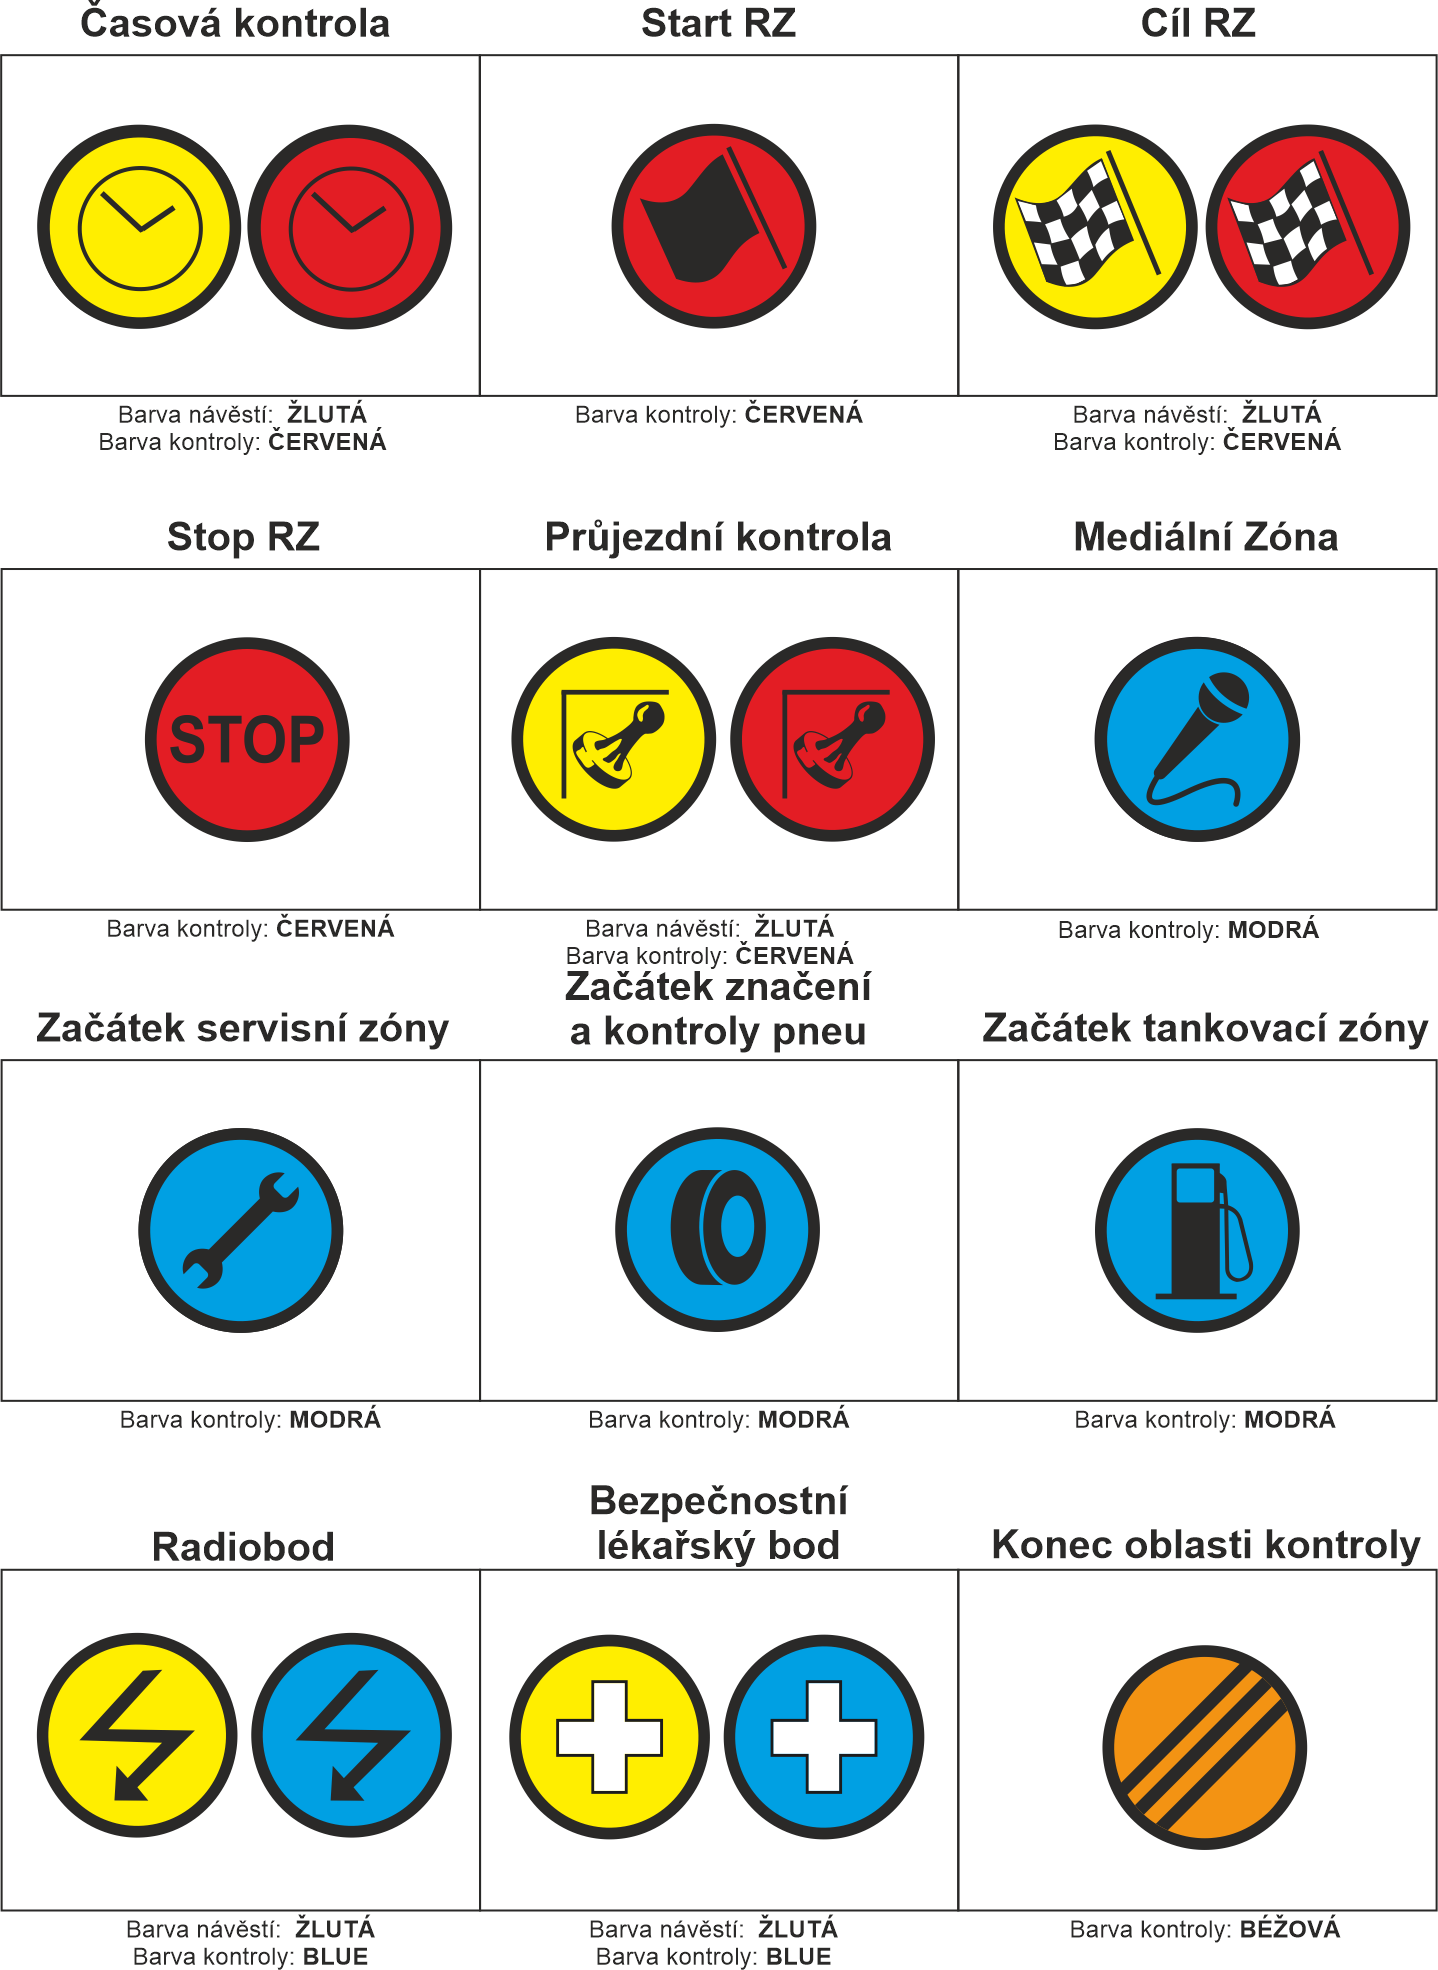 Časová kontrola
Start RZ
Cíl RZ
Barva návěstí: ŽLUTÁ
Barva kontroly: ČERVENÁ
Barva kontroly: ČERVENÁ
Barva návěstí: ŽLUTÁ
Barva kontroly: ČERVENÁ
Stop RZ
Průjezdní kontrola
Mediální Zóna
STOP
Barva kontroly: ČERVENÁ
Barva návěstí: ŽLUTÁ
Barva kontroly: ČERVENÁ
Barva kontroly: MODRÁ
Začátek servisní zóny
Začátek značení
a kontroly pneu
Začátek tankovací zóny
Barva kontroly: MODRÁ
Barva kontroly: MODRÁ
Barva kontroly: MODRÁ
Radiobod
Bezpečnostní
lékařský bod
Konec oblasti kontroly
Barva návěstí: ŽLUTÁ
Barva kontroly: BLUE
Barva návěstí: ŽLUTÁ
Barva kontroly: BLUE
Barva kontroly: BÉŽOVÁ